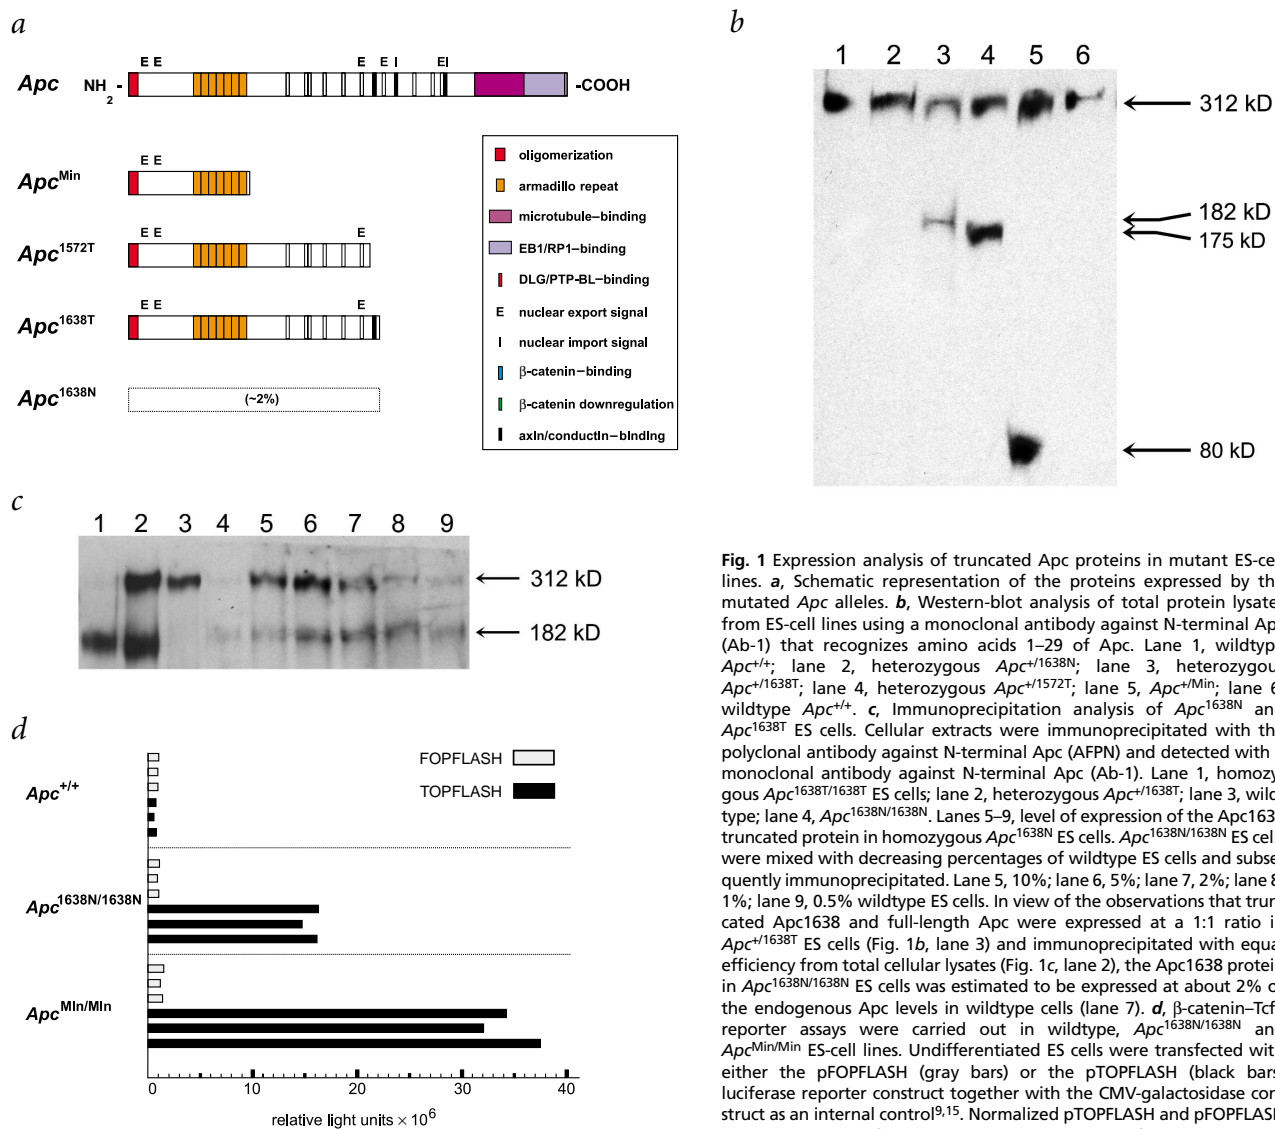 a
E E E E I EI
Apc NH2 - -COOH
E E
ApcMin
E E E
Apc1572T
E E E
Apc1638T
Apc1638N (~2%)
oligomerization
armadillo repeat
microtubule–binding
EB1/RP1–binding
DLG/PTP-BL–binding
E nuclear export signal
I nuclear import signal
β-catenin–binding
β-catenin downregulation
axin/conductin–binding
b
1 2 3 4 5 6
312 kD
182 kD
175 kD
80 kD
c
1 2 3 4 5 6 7 8 9
312 kD
182 kD
d
FOPFLASH
TOPFLASH
Apc+/+
Apc1638N/1638N
ApcMin/Min
0 10 20 30 40
relative light units × 10⁶
Fig. 1 Expression analysis of truncated Apc proteins in mutant ES-ce
lines. a, Schematic representation of the proteins expressed by th
mutated Apc alleles. b, Western-blot analysis of total protein lysate
from ES-cell lines using a monoclonal antibody against N-terminal Ap
(Ab-1) that recognizes amino acids 1–29 of Apc. Lane 1, wildtyp
Apc+/+; lane 2, heterozygous Apc+/1638N; lane 3, heterozygou
Apc+/1638T; lane 4, heterozygous Apc+/1572T; lane 5, Apc+/Min; lane 6
wildtype Apc+/+. c, Immunoprecipitation analysis of Apc1638N an
Apc1638T ES cells. Cellular extracts were immunoprecipitated with th
polyclonal antibody against N-terminal Apc (AFPN) and detected with
monoclonal antibody against N-terminal Apc (Ab-1). Lane 1, homozy
gous Apc1638T/1638T ES cells; lane 2, heterozygous Apc+/1638T; lane 3, wild
type; lane 4, Apc1638N/1638N. Lanes 5–9, level of expression of the Apc163
truncated protein in homozygous Apc1638N ES cells. Apc1638N/1638N ES cel
were mixed with decreasing percentages of wildtype ES cells and subse
quently immunoprecipitated. Lane 5, 10%; lane 6, 5%; lane 7, 2%; lane 8
1%; lane 9, 0.5% wildtype ES cells. In view of the observations that trun
cated Apc1638 and full-length Apc were expressed at a 1:1 ratio i
Apc+/1638T ES cells (Fig. 1b, lane 3) and immunoprecipitated with equa
efficiency from total cellular lysates (Fig. 1c, lane 2), the Apc1638 protei
in Apc1638N/1638N ES cells was estimated to be expressed at about 2% o
the endogenous Apc levels in wildtype cells (lane 7). d, β-catenin–Tcf
reporter assays were carried out in wildtype, Apc1638N/1638N an
ApcMin/Min ES-cell lines. Undifferentiated ES cells were transfected wit
either the pFOPFLASH (gray bars) or the pTOPFLASH (black bars
luciferase reporter construct together with the CMV-galactosidase con
struct as an internal control9,15. Normalized pTOPFLASH and pFOPFLASH